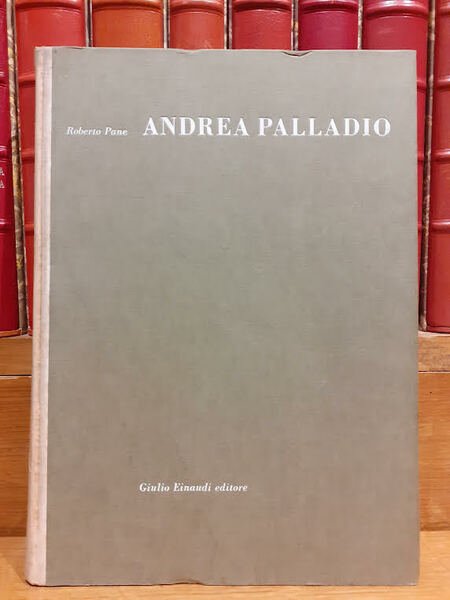 Roberto Pane ANDREA PALLADIO
Giulio Einaudi editore